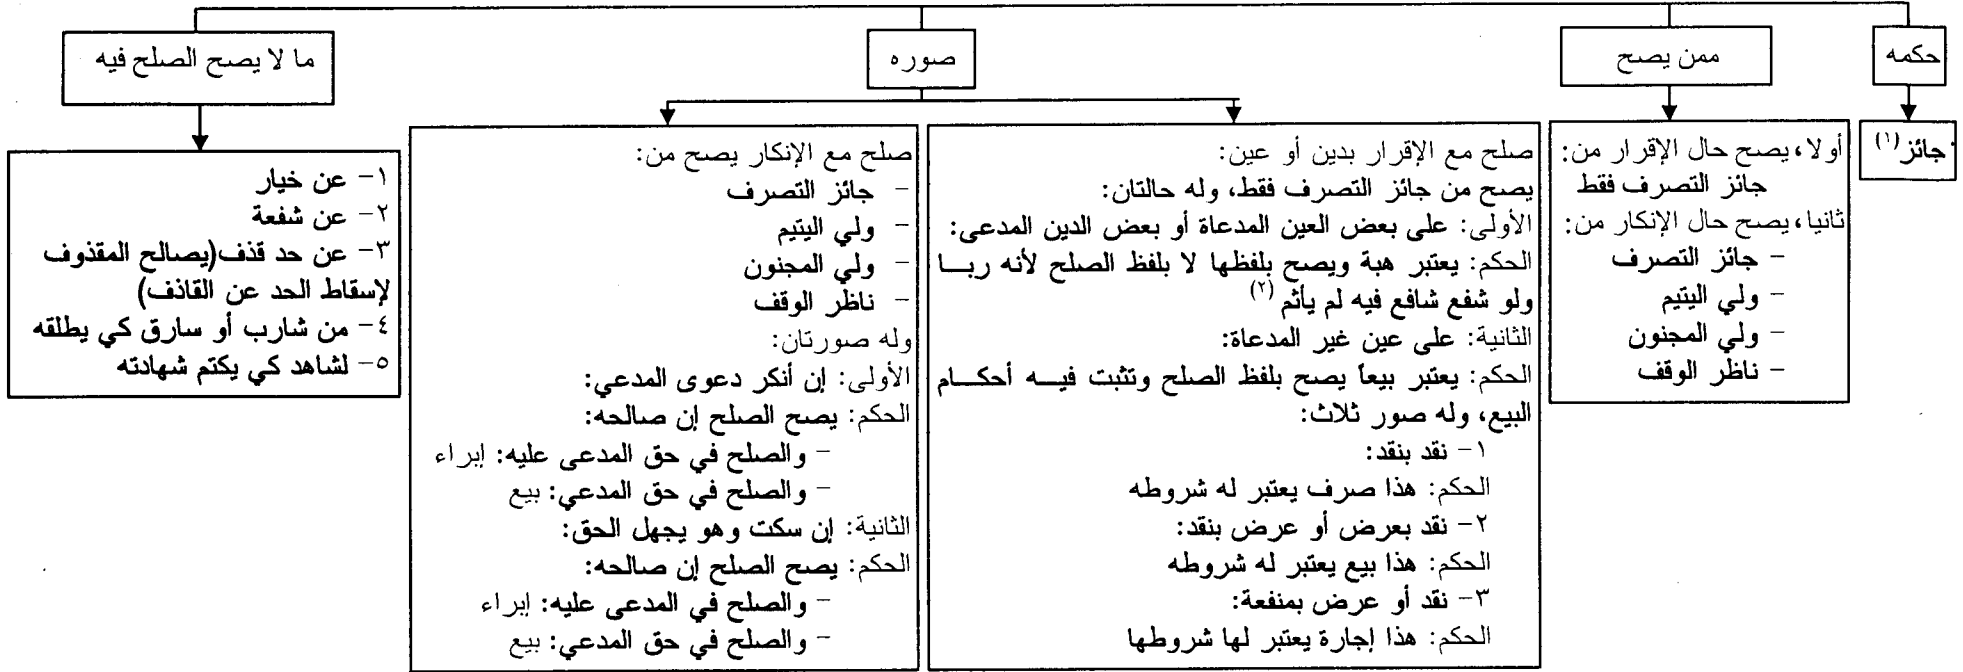 حكمه
ممن يصح
صوره
ما لا يصح الصلح فيه
جائز (١)
أولا، يصح حال الإقرار من:
جائز التصرف فقط
ثانيا، يصح حال الإنكار من:
- جائز التصرف
- ولي اليتيم
- ولي المجنون
- ناظر الوقف
صلح مع الإقرار بدين أو عين:
يصح من جائز التصرف فقط، وله حالتان:
الأولى: على بعض العين المدعاة أو بعض الدين المدعى:
الحكم: يعتبر هبة ويصح بلفظها لا بلفظ الصلح لأنه ربا
ولو شفع شافع فيه لم يأثم (٢)
الثانية: على عين غير المدعاة:
الحكم: يعتبر بيعاً يصح بلفظ الصلح وتثبت فيه أحكام
البيع، وله صور ثلاث:
١- نقد بنقد:
الحكم: هذا صرف يعتبر له شروطه
٢- نقد بعرض أو عرض بنقد:
الحكم: هذا بيع يعتبر له شروطه
٣- نقد أو عرض بمنفعة:
الحكم: هذا إجارة يعتبر لها شروطها
صلح مع الإنكار يصح من:
- جائز التصرف
- ولي اليتيم
- ولي المجنون
- ناظر الوقف
وله صورتان:
الأولى: إن أنكر دعوى المدعي:
الحكم: يصح الصلح إن صالحه:
- والصلح في حق المدعى عليه: إبراء
- والصلح في حق المدعي: بيع
الثانية: إن سكت وهو يجهل الحق:
الحكم: يصح الصلح إن صالحه:
- والصلح في المدعى عليه: إبراء
- والصلح في حق المدعي: بيع
١- عن خيار
٢- عن شفعة
٣- عن حد قذف(يصالح المقذوف
لإسقاط الحد عن القاذف)
٤- من شارب أو سارق كي يطلقه
٥- لشاهد كي يكتم شهادته